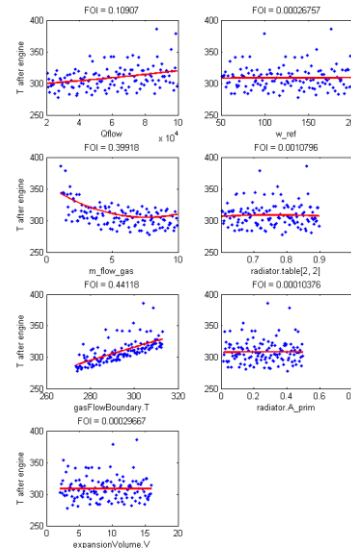 FOI = 0.10907
FOI = 0.00026757
400
350
300
250
T after engine
2 4 6 8 10
Qflow
x 10^4
400
350
300
250
50 100 150 200
w_ref
FOI = 0.39918
FOI = 0.0010796
400
350
300
250
T after engine
0 5 10
m_flow_gas
400
350
300
250
0.7 0.8 0.9
radiator.table[2, 2]
FOI = 0.44118
FOI = 0.00010376
400
350
300
250
T after engine
260 280 300 320
gasFlowBoundary.T
400
350
300
250
0 0.2 0.4 0.6
radiator.A_prim
FOI = 0.00029667
400
350
300
250
T after engine
0 5 10 15 20
expansionVolume.V